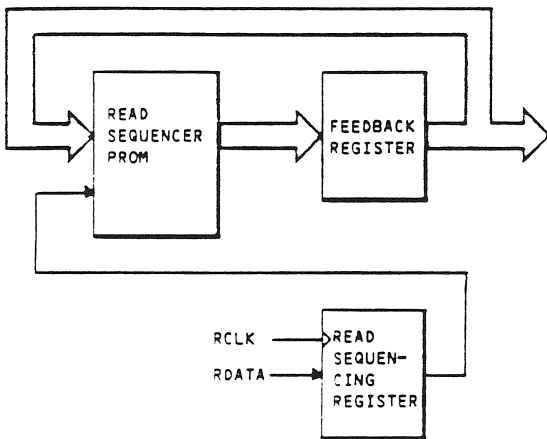 READ
SEQUENCER
PROM
FEEDBACK
REGISTER
RCLK
RDATA
READ
SEQUEN-
CING
REGISTER